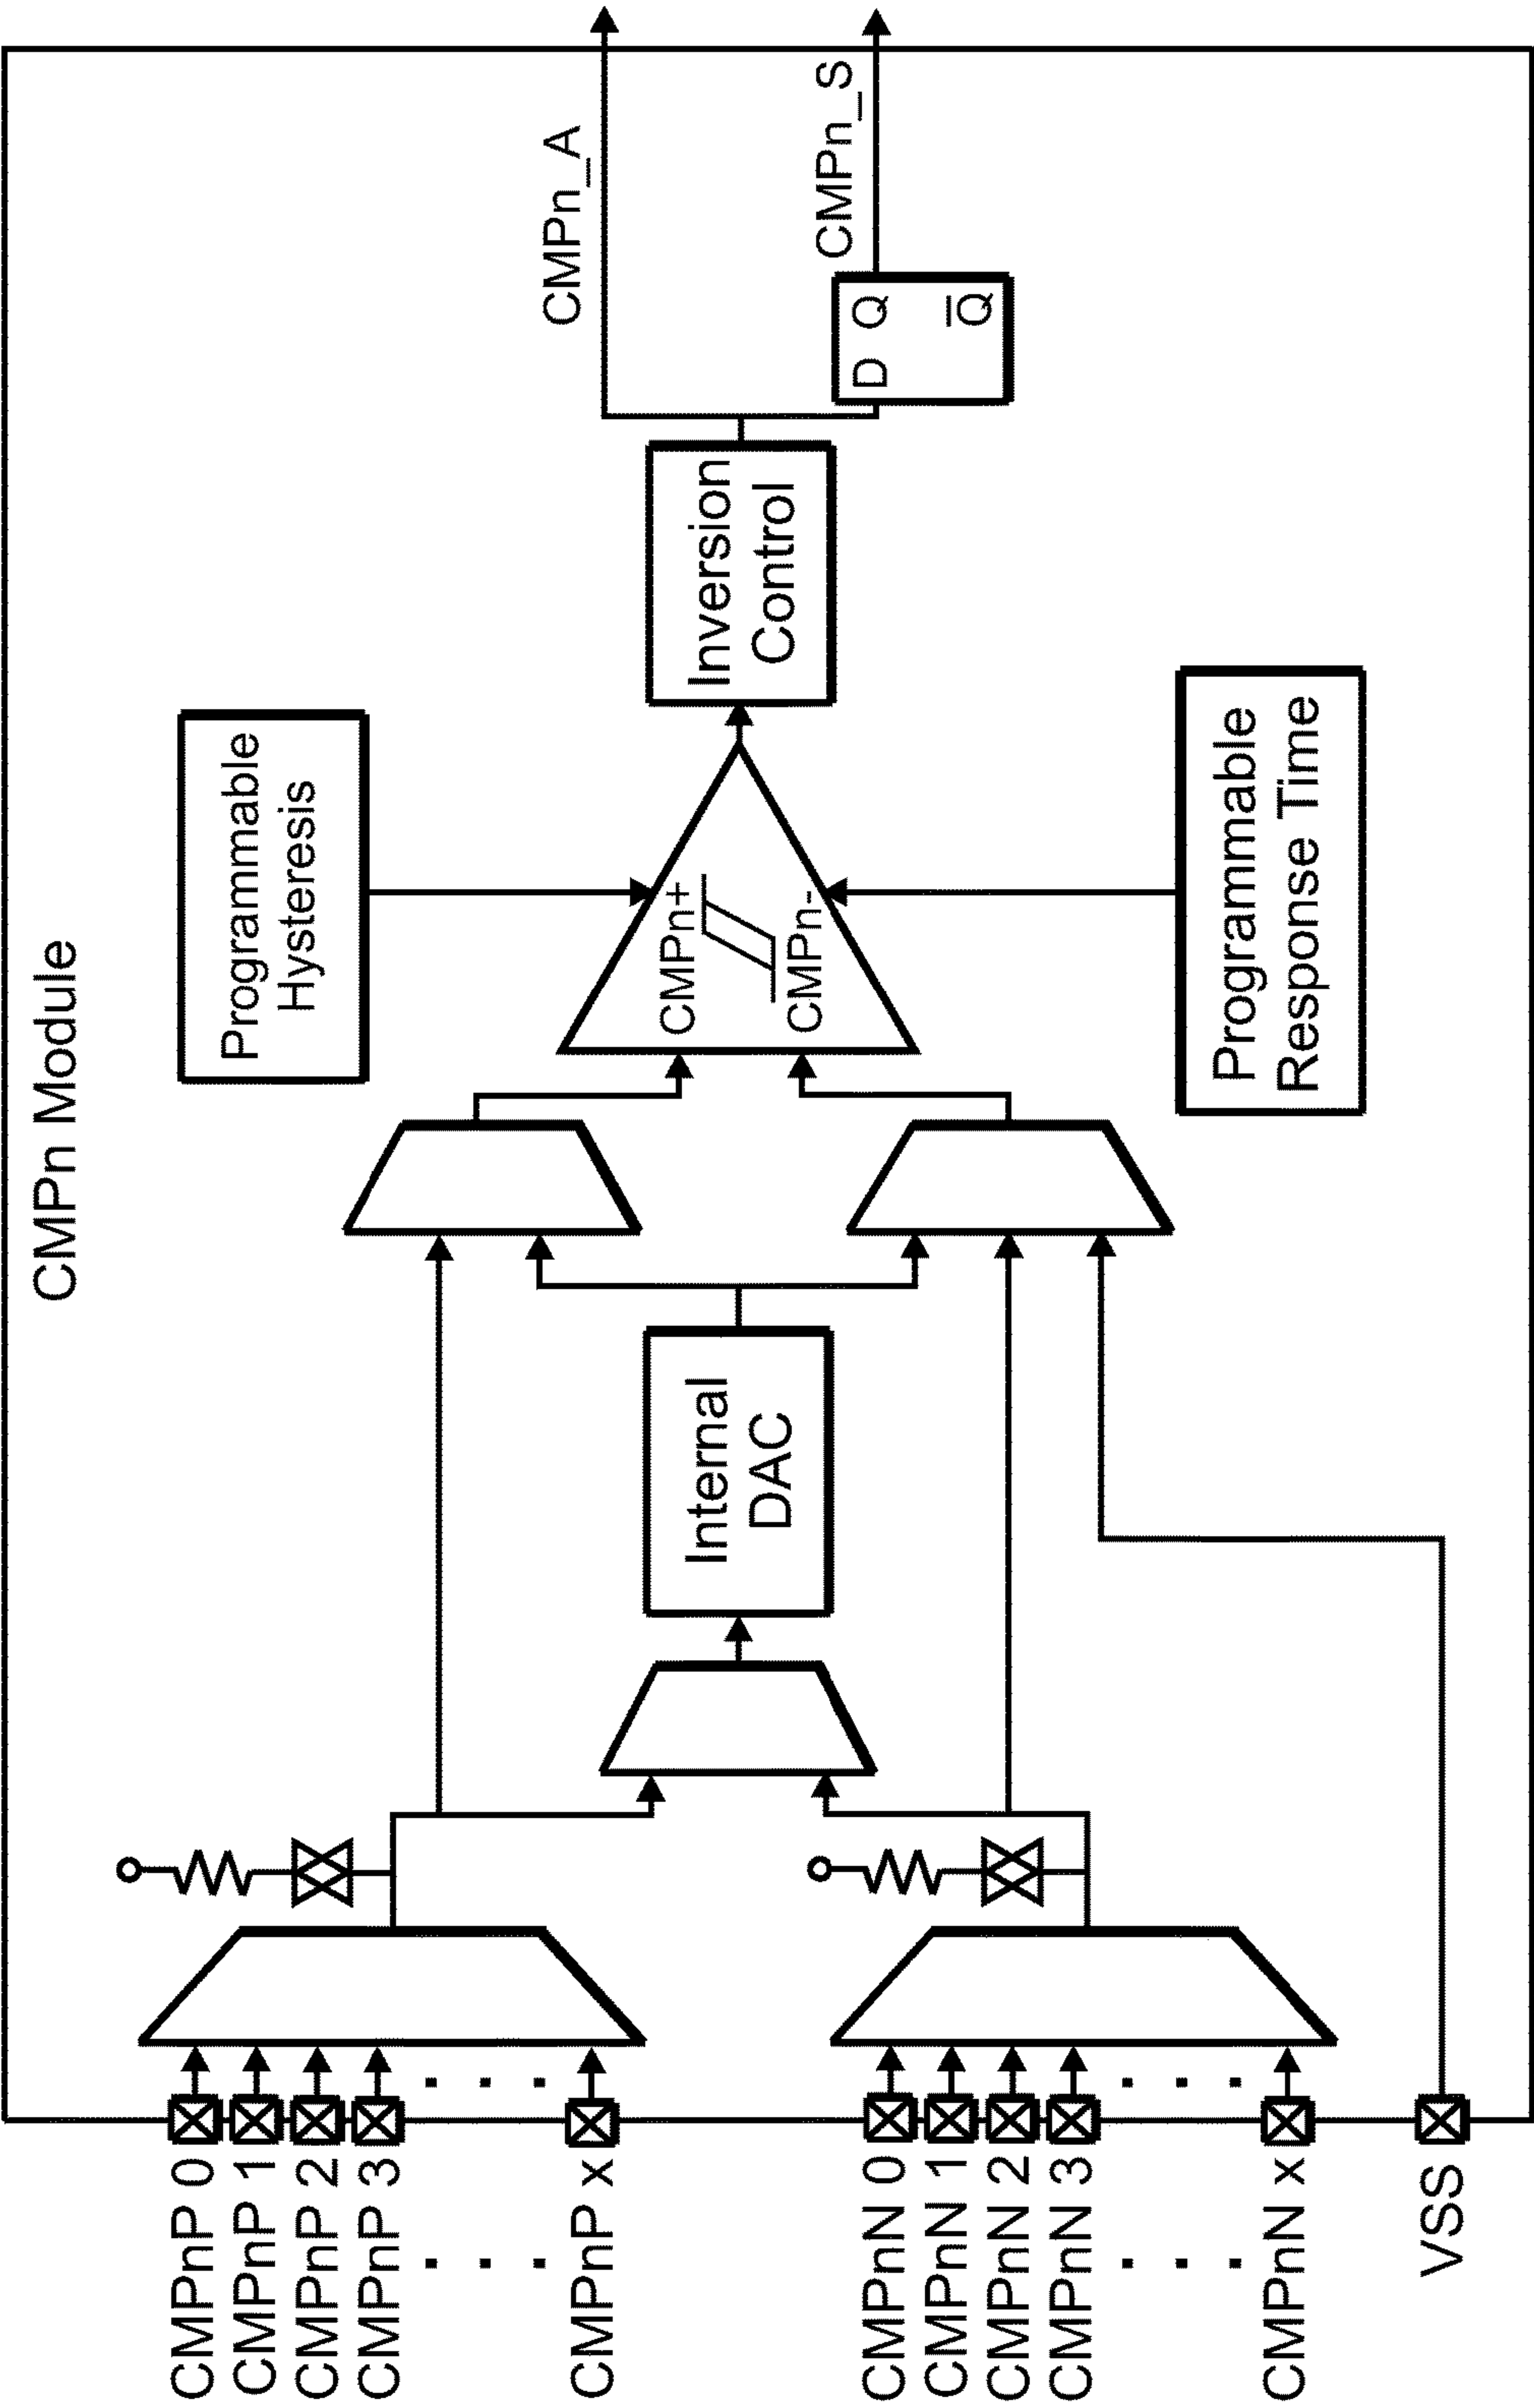 CMPn Module
CMPnP 0
CMPnP 1
CMPnP 2
CMPnP 3
CMPnP x
CMPnN 0
CMPnN 1
CMPnN 2
CMPnN 3
CMPnN x
VSS
Internal
DAC
Programmable
Hysteresis
CMPn+
CMPn-
Programmable
Response Time
Inversion
Control
CMPn_A
D Q
Q
CMPn_S